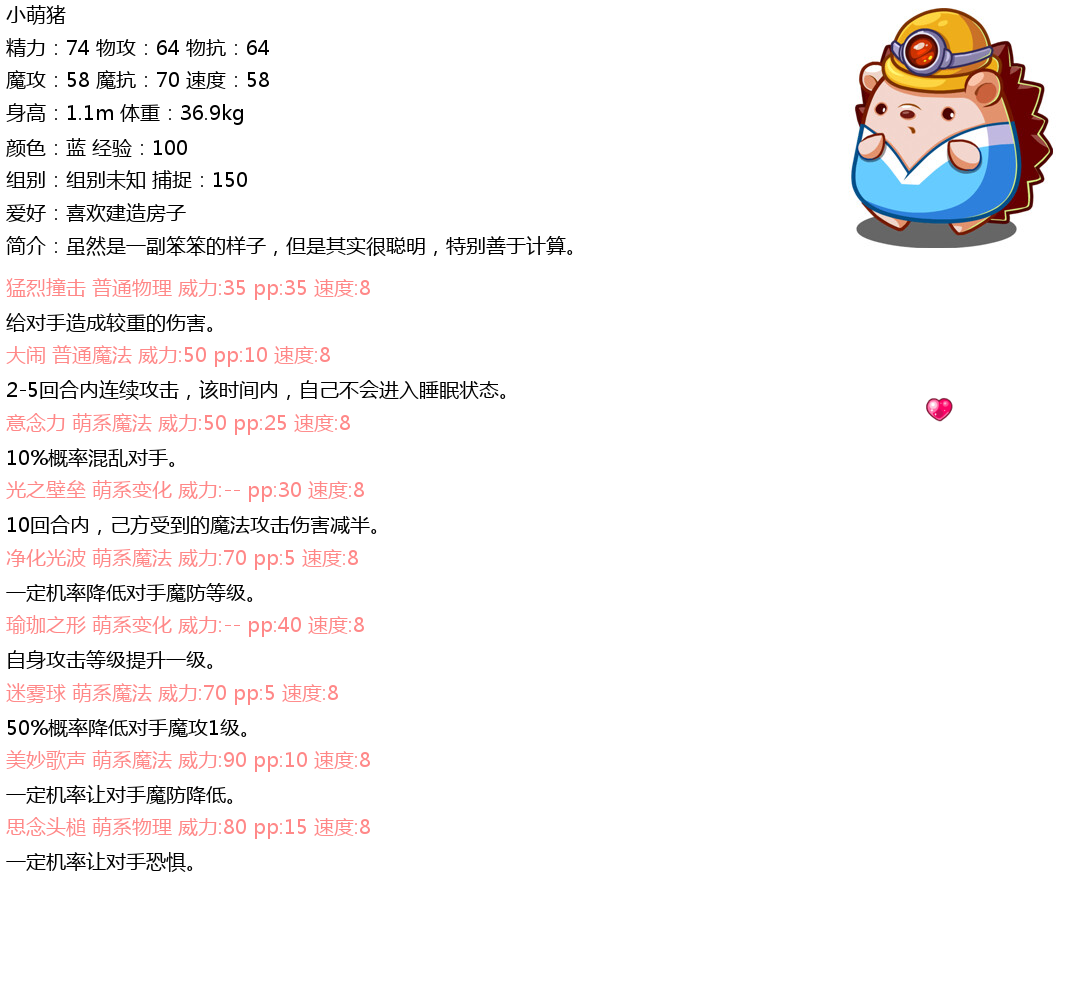 小萌猪
精力：74 物攻：64 物抗：64
魔攻：58 魔抗：70 速度：58
身高：1.1m 体重：36.9kg
颜色：蓝 经验：100
组别：组别未知 捕捉：150
爱好：喜欢建造房子
简介：虽然是一副笨笨的样子，但是其实很聪明，特别善于计算。
猛烈撞击 普通物理 威力:35 pp:35 速度:8
给对手造成较重的伤害。
大闹 普通魔法 威力:50 pp:10 速度:8
2-5回合内连续攻击，该时间内，自己不会进入睡眠状态。
意念力 萌系魔法 威力:50 pp:25 速度:8
10%概率混乱对手。
光之壁垒 萌系变化 威力:-- pp:30 速度:8
10回合内，己方受到的魔法攻击伤害减半。
净化光波 萌系魔法 威力:70 pp:5 速度:8
一定机率降低对手魔防等级。
瑜珈之形 萌系变化 威力:-- pp:40 速度:8
自身攻击等级提升一级。
迷雾球 萌系魔法 威力:70 pp:5 速度:8
50%概率降低对手魔攻1级。
美妙歌声 萌系魔法 威力:90 pp:10 速度:8
一定机率让对手魔防降低。
思念头槌 萌系物理 威力:80 pp:15 速度:8
一定机率让对手恐惧。